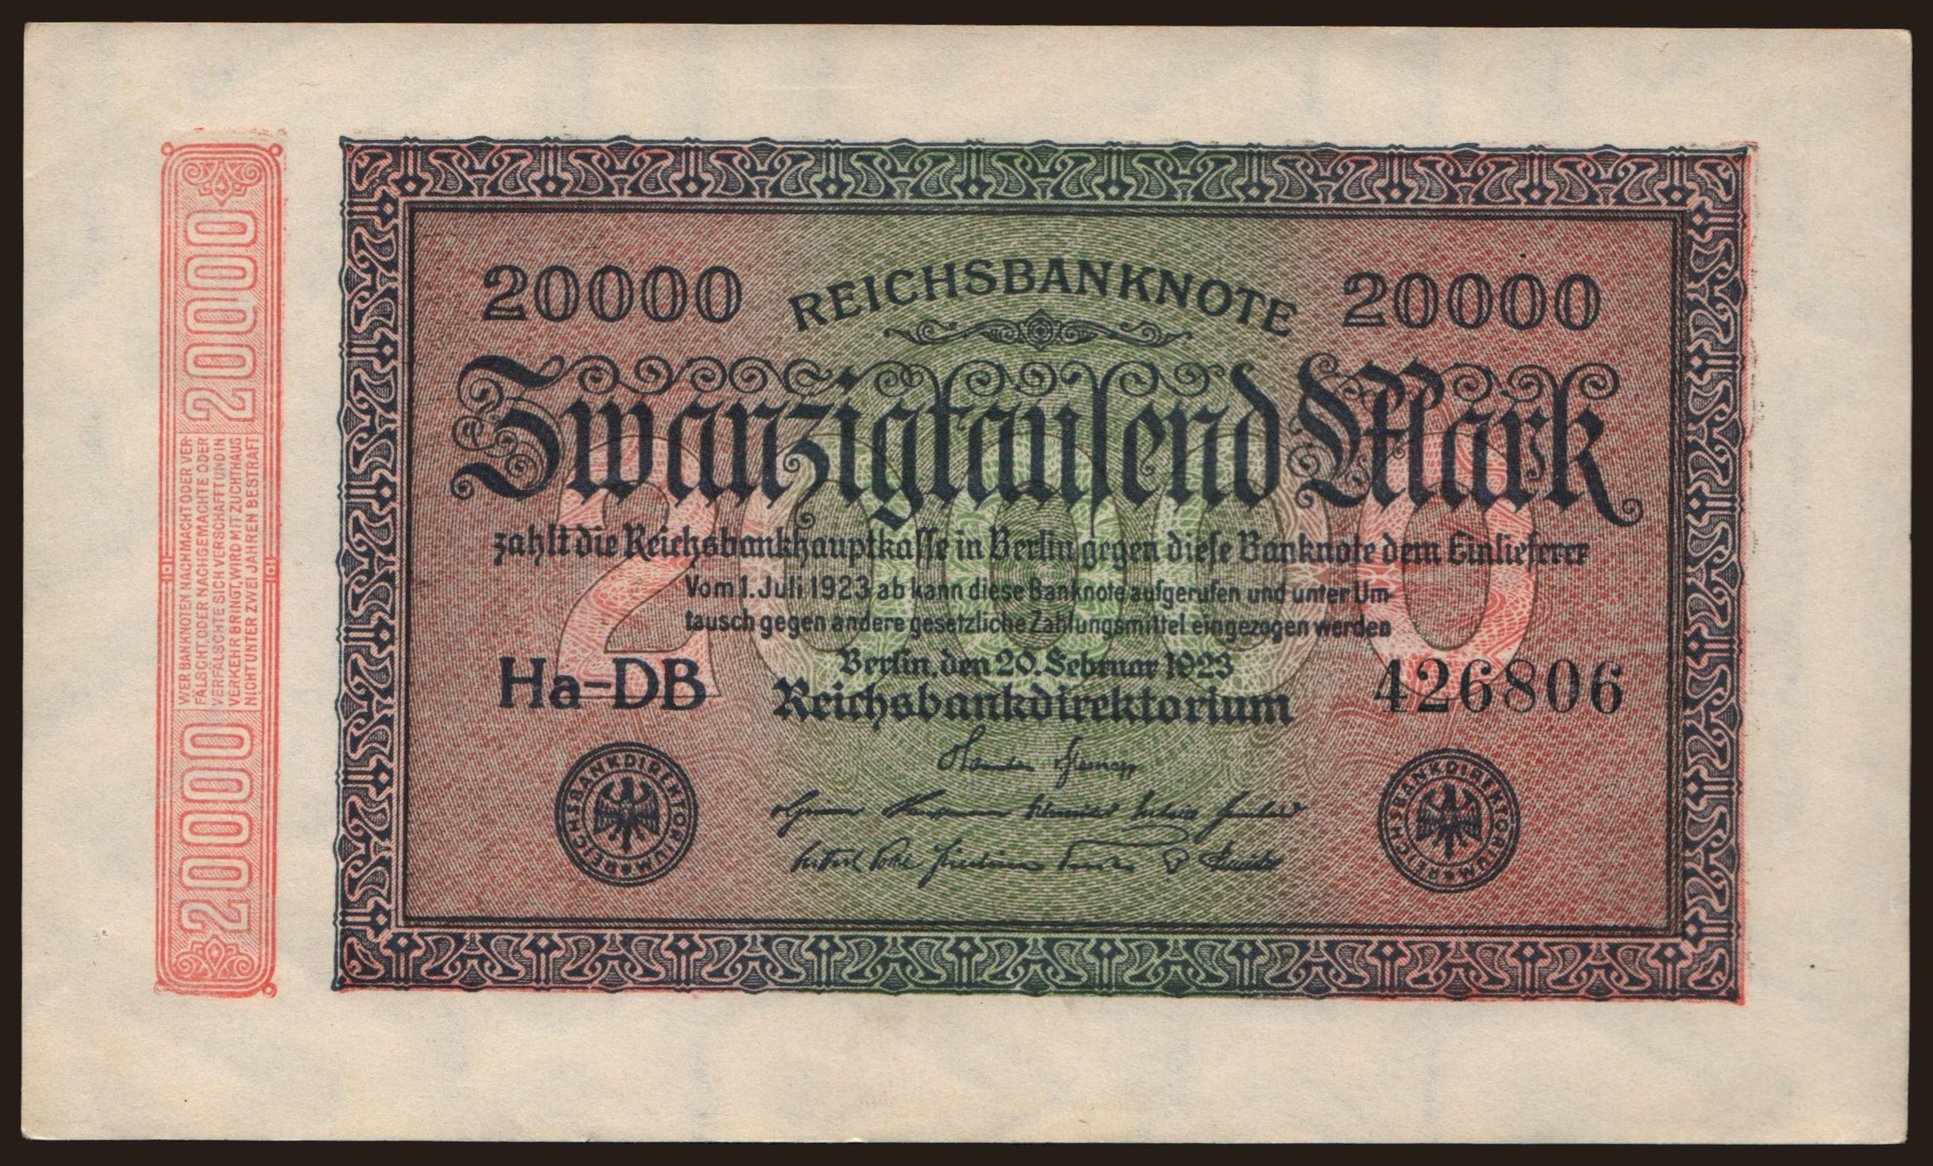 20000
REICHSBANKNOTE
20000
Zwanzigtausend Mark
zahlt die Reichsbankhauptkasse in Berlin gegen diese Banknote dem Einlieferer
Vom 1. Juli 1923 ab kann diese Banknote aufgerufen und unter Um-
tausch gegen andere gesetzliche Zahlungsmittel eingezogen werden
Berlin, den 20. Februar 1923
Ha-DB
Reichsbankdirektorium
426806
REICHSBANKDIREKTORIUM
REICHSBANKDIREKTORIUM
20000
20000
WER BANKNOTEN NACHMACHT ODER VER-
FÄLSCHT, ODER NACHGEMACHTE ODER
VERFÄLSCHTE SICH VERSCHAFFT UND IN
VERKEHR BRINGT, WIRD MIT ZUCHTHAUS
NICHT UNTER ZWEI JAHREN BESTRAFT
20000